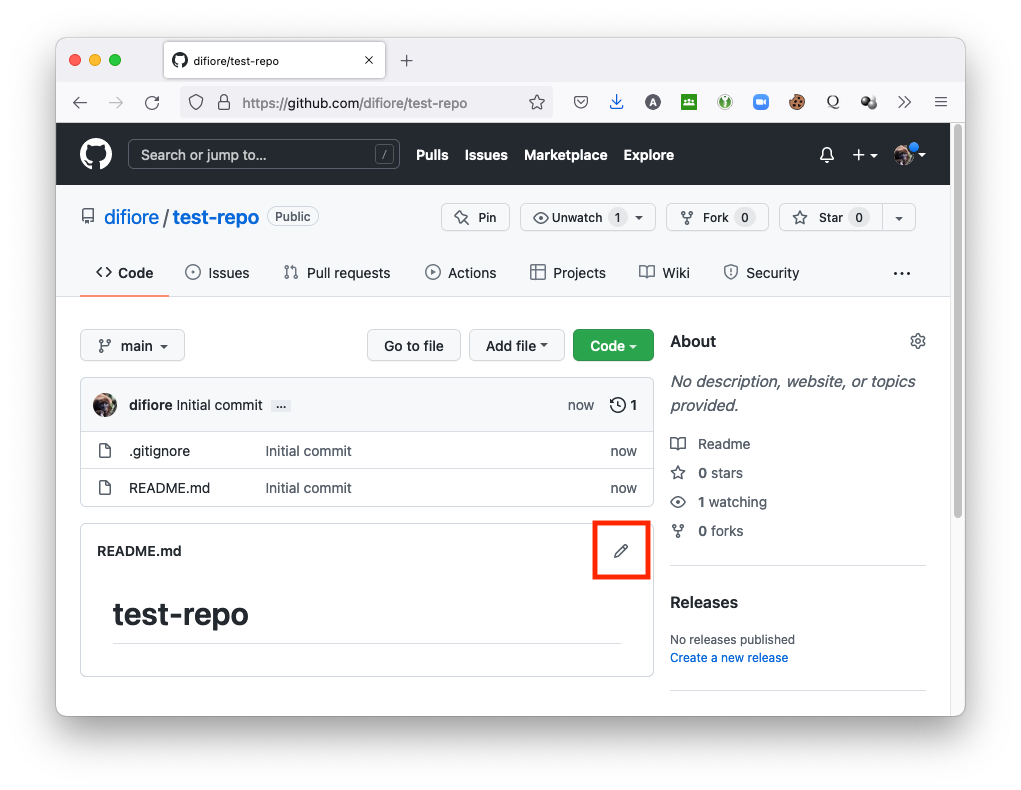 difiore/test-repo
https://github.com/difiore/test-repo
Search or jump to... / Pulls Issues Marketplace Explore
difiore / test-repo Public Pin Unwatch 1 Fork 0 Star 0
Code Issues Pull requests Actions Projects Wiki Security
main Go to file Add file Code
difiore Initial commit ... now 1
.gitignore Initial commit now
README.md Initial commit now
README.md
test-repo
About
No description, website, or topics
provided.
Readme
0 stars
1 watching
0 forks
Releases
No releases published
Create a new release